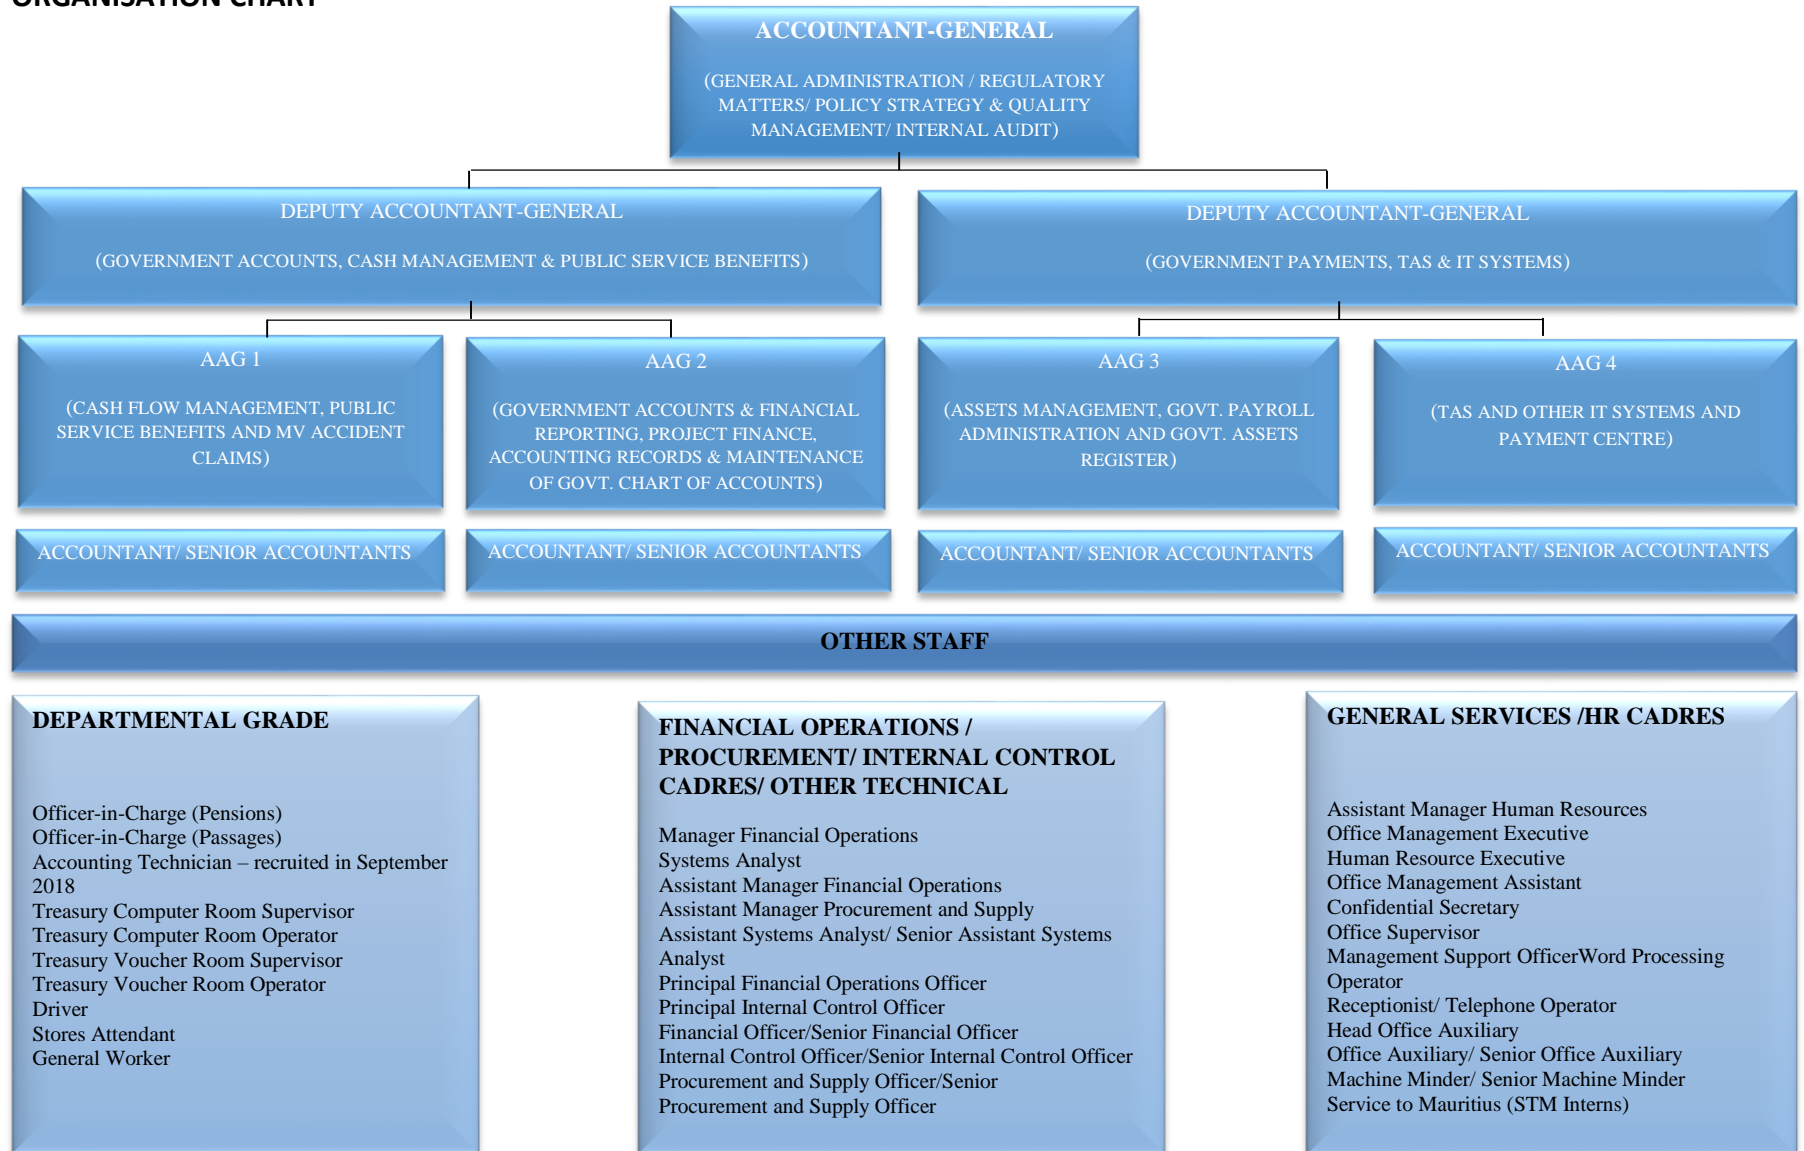 ORGANISATION CHART
ACCOUNTANT-GENERAL
(GENERAL ADMINISTRATION / REGULATORY
MATTERS/ POLICY STRATEGY & QUALITY
MANAGEMENT/ INTERNAL AUDIT)
DEPUTY ACCOUNTANT-GENERAL
(GOVERNMENT ACCOUNTS, CASH MANAGEMENT & PUBLIC SERVICE BENEFITS)
DEPUTY ACCOUNTANT-GENERAL
(GOVERNMENT PAYMENTS, TAS & IT SYSTEMS)
AAG 1
(CASH FLOW MANAGEMENT, PUBLIC
SERVICE BENEFITS AND MV ACCIDENT
CLAIMS)
AAG 2
(GOVERNMENT ACCOUNTS & FINANCIAL
REPORTING, PROJECT FINANCE,
ACCOUNTING RECORDS & MAINTENANCE
OF GOVT. CHART OF ACCOUNTS)
AAG 3
(ASSETS MANAGEMENT, GOVT. PAYROLL
ADMINISTRATION AND GOVT. ASSETS
REGISTER)
AAG 4
(TAS AND OTHER IT SYSTEMS AND
PAYMENT CENTRE)
ACCOUNTANT/ SENIOR ACCOUNTANTS
ACCOUNTANT/ SENIOR ACCOUNTANTS
ACCOUNTANT/ SENIOR ACCOUNTANTS
ACCOUNTANT/ SENIOR ACCOUNTANTS
OTHER STAFF
DEPARTMENTAL GRADE
Officer-in-Charge (Pensions)
Officer-in-Charge (Passages)
Accounting Technician – recruited in September
2018
Treasury Computer Room Supervisor
Treasury Computer Room Operator
Treasury Voucher Room Supervisor
Treasury Voucher Room Operator
Driver
Stores Attendant
General Worker
FINANCIAL OPERATIONS /
PROCUREMENT/ INTERNAL CONTROL
CADRES/ OTHER TECHNICAL
Manager Financial Operations
Systems Analyst
Assistant Manager Financial Operations
Assistant Manager Procurement and Supply
Assistant Systems Analyst/ Senior Assistant Systems
Analyst
Principal Financial Operations Officer
Principal Internal Control Officer
Financial Officer/Senior Financial Officer
Internal Control Officer/Senior Internal Control Officer
Procurement and Supply Officer/Senior
Procurement and Supply Officer
GENERAL SERVICES /HR CADRES
Assistant Manager Human Resources
Office Management Executive
Human Resource Executive
Office Management Assistant
Confidential Secretary
Office Supervisor
Management Support OfficerWord Processing
Operator
Receptionist/ Telephone Operator
Head Office Auxiliary
Office Auxiliary/ Senior Office Auxiliary
Machine Minder/ Senior Machine Minder
Service to Mauritius (STM Interns)